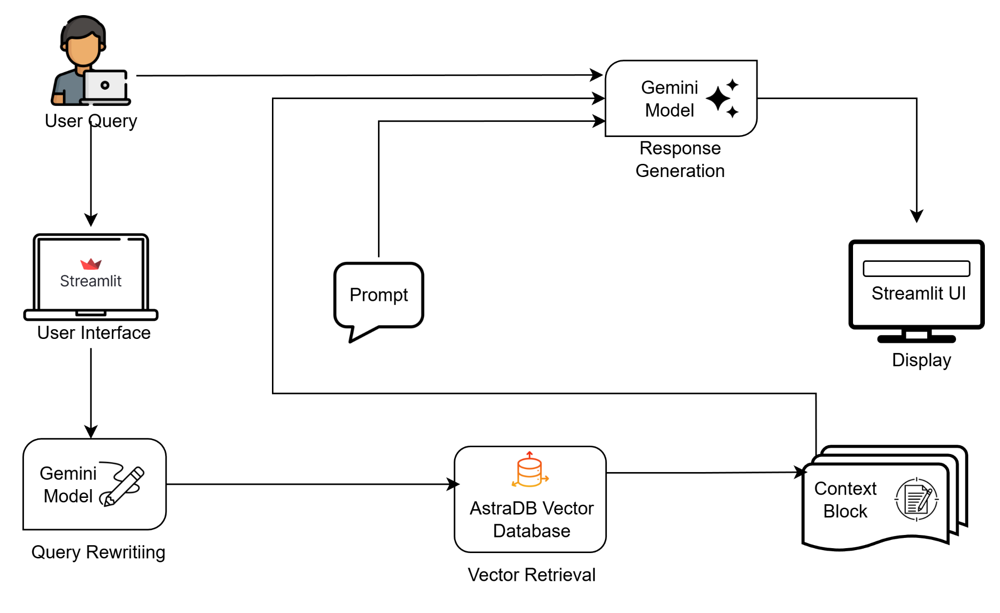 User Query
Gemini
Model
Response
Generation
Streamlit
User Interface
Prompt
Streamlit UI
Display
Gemini
Model
Query Rewritiing
AstraDB Vector
Database
Vector Retrieval
Context
Block